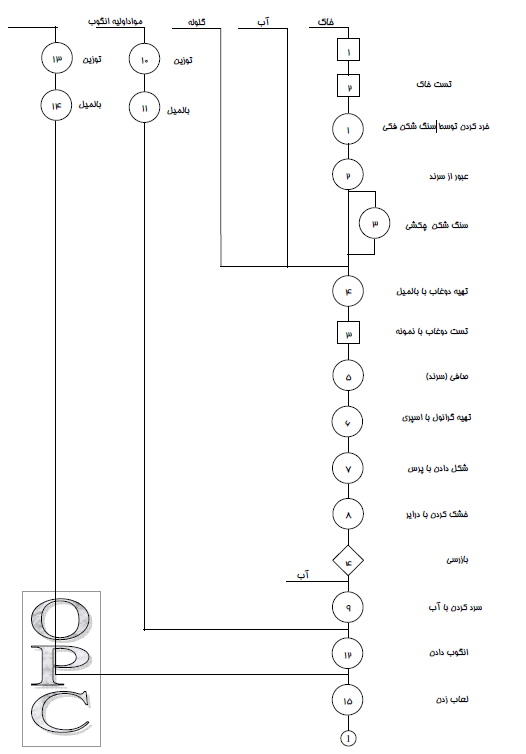 خاک
آب
گلوله
مواداولیه انگوب
۱
۲
تست خاک
۱
خرد کردن توسط سنگ شکن فکی
۲
عبور از سرند
۳
سنگ شکن چکشی
۴
تهیه دوغاب با بالمیل
۳
تست دوغاب با نمونه
۵
صافی (سرند)
۶
تهیه گرانول با اسپری
۷
شکل دادن با پرس
۸
خشک کردن با درایر
۴
بازرسی
آب
۹
سرد کردن با آب
۱۲
انگوب دادن
۱۵
لعاب زدن
1
۱۰
توزین
۱۱
بالمیل
۱۳
توزین
۱۴
بالمیل
O
P
C